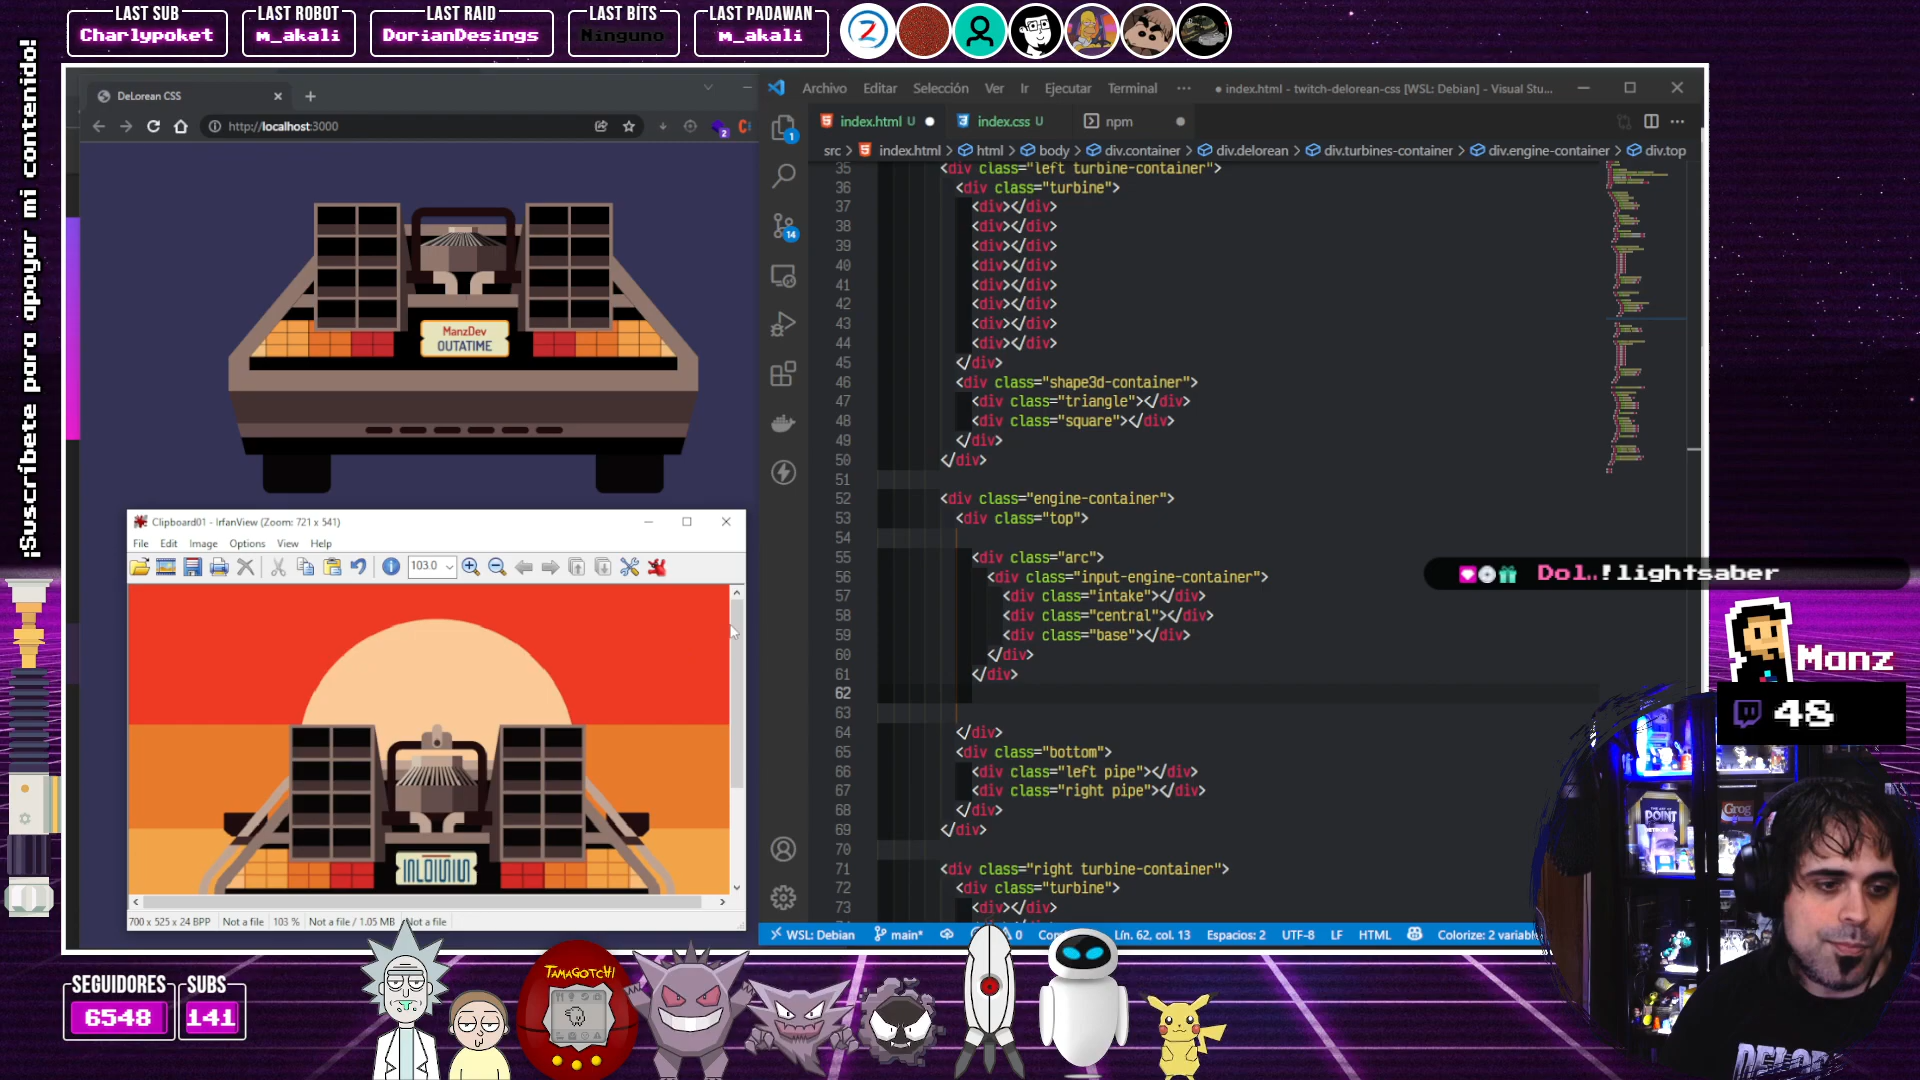 LAST SUB
Charlypoket
LAST ROBOT
m_akali
LAST RAID
DorianDesings
LAST BITS
Ninguno
LAST PADAWAN
m_akali
¡Suscríbete para apoyar mi contenido!
DeLorean CSS
http://localhost:3000
2
ManzDev
OUTATIME
Clipboard01 - IrfanView (Zoom: 721 x 541)
File Edit Image Options View Help
103.0
700 x 525 x 24 BPP Not a file 103 % Not a file / 1.05 MB Not a file
Archivo Editar Selección Ver Ir Ejecutar Terminal ··· ● index.html - twitch-delorean-css [WSL: Debian] - Visual Stu...
index.html U
index.css U
npm
src > index.html > html > body > div.container > div.delorean > div.turbines-container > div.engine-container > div.top
1
14
35 <div class="left turbine-container">
36 <div class="turbine">
37 <div></div>
38 <div></div>
39 <div></div>
40 <div></div>
41 <div></div>
42 <div></div>
43 <div></div>
44 <div></div>
45 </div>
46 <div class="shape3d-container">
47 <div class="triangle"></div>
48 <div class="square"></div>
49 </div>
50 </div>
51
52 <div class="engine-container">
53 <div class="top">
54
55 <div class="arc">
56 <div class="input-engine-container">
57 <div class="intake"></div>
58 <div class="central"></div>
59 <div class="base"></div>
60 </div>
61 </div>
62
63
64 </div>
65 <div class="bottom">
66 <div class="left pipe"></div>
67 <div class="right pipe"></div>
68 </div>
69 </div>
70
71 <div class="right turbine-container">
72 <div class="turbine">
73 <div></div>
WSL: Debian main* 0 Lín. 62, col. 13 Espacios: 2 UTF-8 LF HTML Colorize: 2 variable
Dol..!lightsaber
Manz
48
POINT
Grog
SEGUIDORES
6548
SUBS
141
TAMAGOTCHI